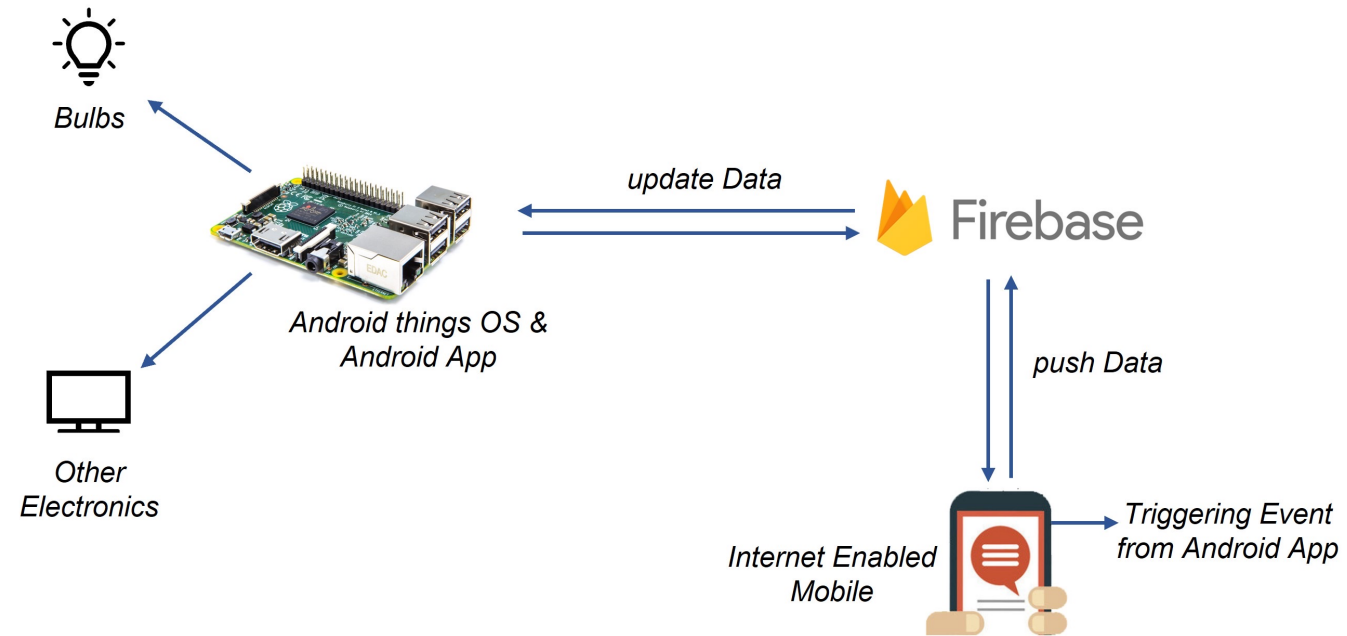 Bulbs
update Data
Firebase
EDAC
Android things OS &
Android App
push Data
Other
Electronics
Triggering Event
from Android App
Internet Enabled
Mobile